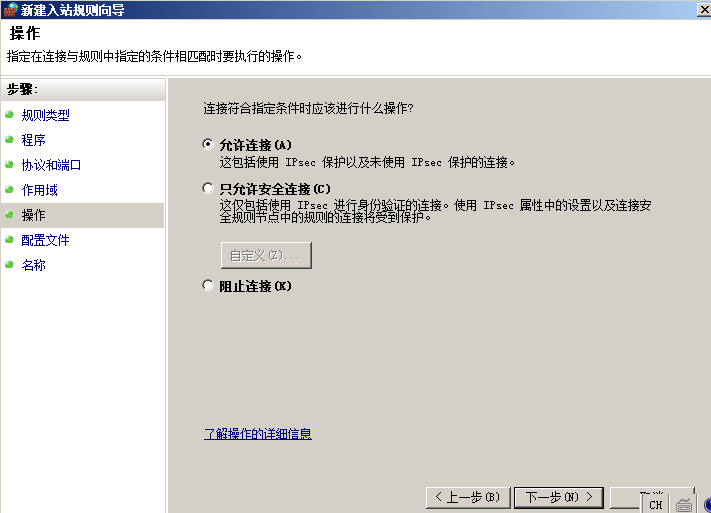 新建入站规则向导
操作
指定在连接与规则中指定的条件相匹配时要执行的操作。
步骤:
规则类型
程序
协议和端口
作用域
操作
配置文件
名称
连接符合指定条件时应该进行什么操作?
允许连接(A)
这包括使用 IPsec 保护以及未使用 IPsec 保护的连接。
只允许安全连接(C)
这仅包括使用 IPsec 进行身份验证的连接。使用 IPsec 属性中的设置以及连接安
全规则节点中的规则的连接将受到保护。
自定义(Z)...
阻止连接(K)
了解操作的详细信息
< 上一步(B)
下一步(N) >
CH